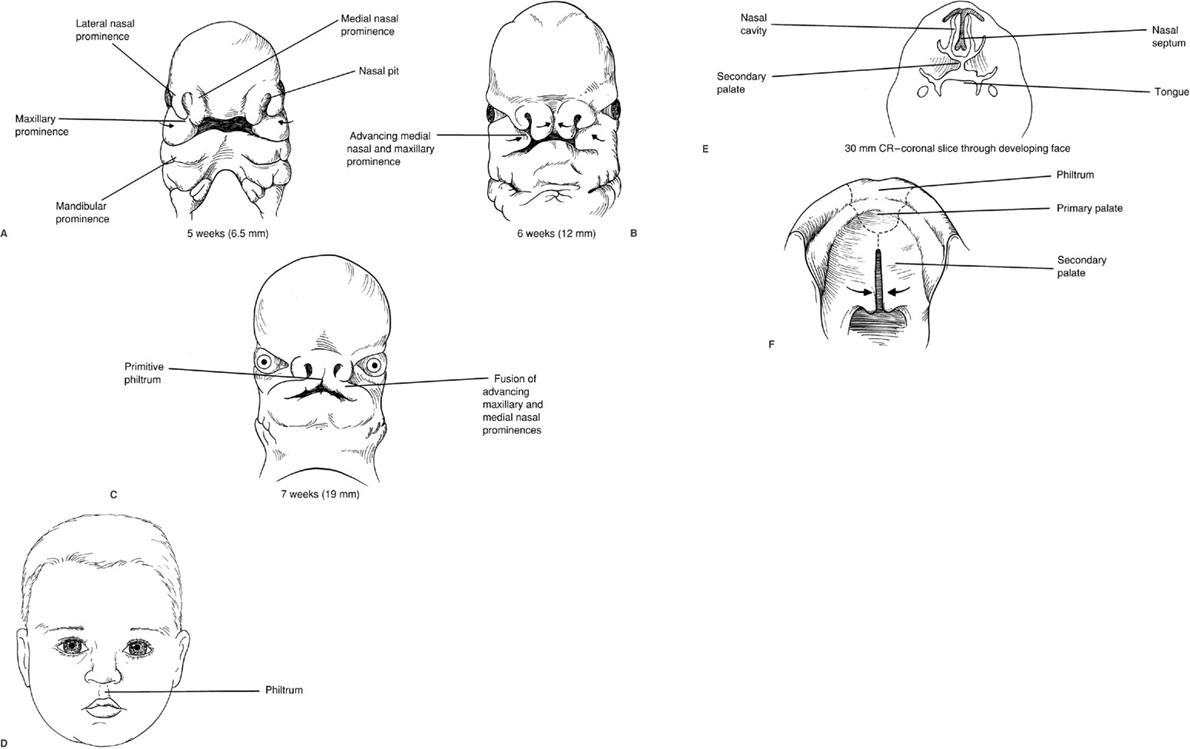 Lateral nasal
prominence
Medial nasal
prominence
Nasal pit
Maxillary
prominence
Mandibular
prominence
A
5 weeks (6.5 mm)
Advancing medial
nasal and maxillary
prominence
6 weeks (12 mm)
B
Primitive
philtrum
Fusion of
advancing
maxillary and
medial nasal
prominences
C
7 weeks (19 mm)
Philtrum
D
Nasal
cavity
Nasal
septum
Secondary
palate
Tongue
E
30 mm CR–coronal slice through developing face
Philtrum
Primary palate
Secondary
palate
F